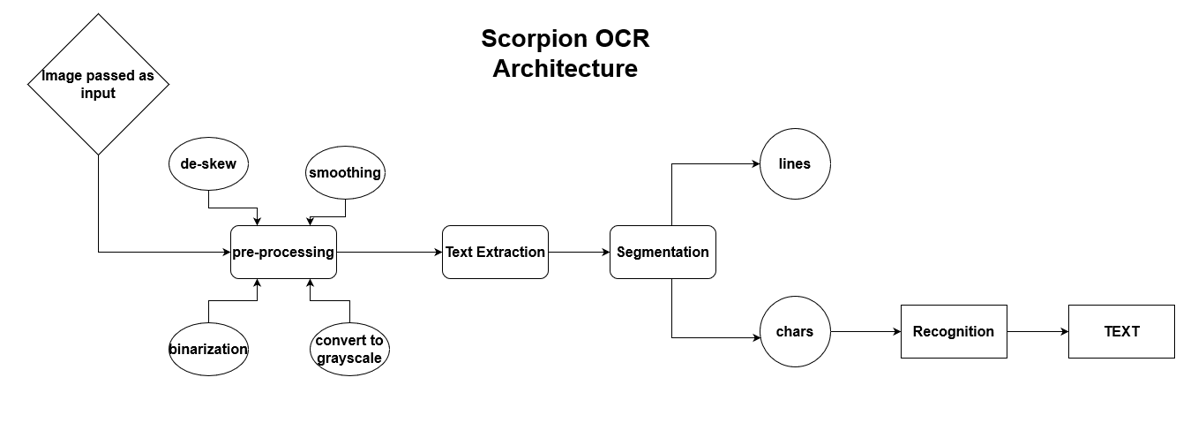 Scorpion OCR
Architecture
Image passed as
input
de-skew
smoothing
lines
pre-processing
Text Extraction
Segmentation
binarization
convert to
grayscale
chars
Recognition
TEXT